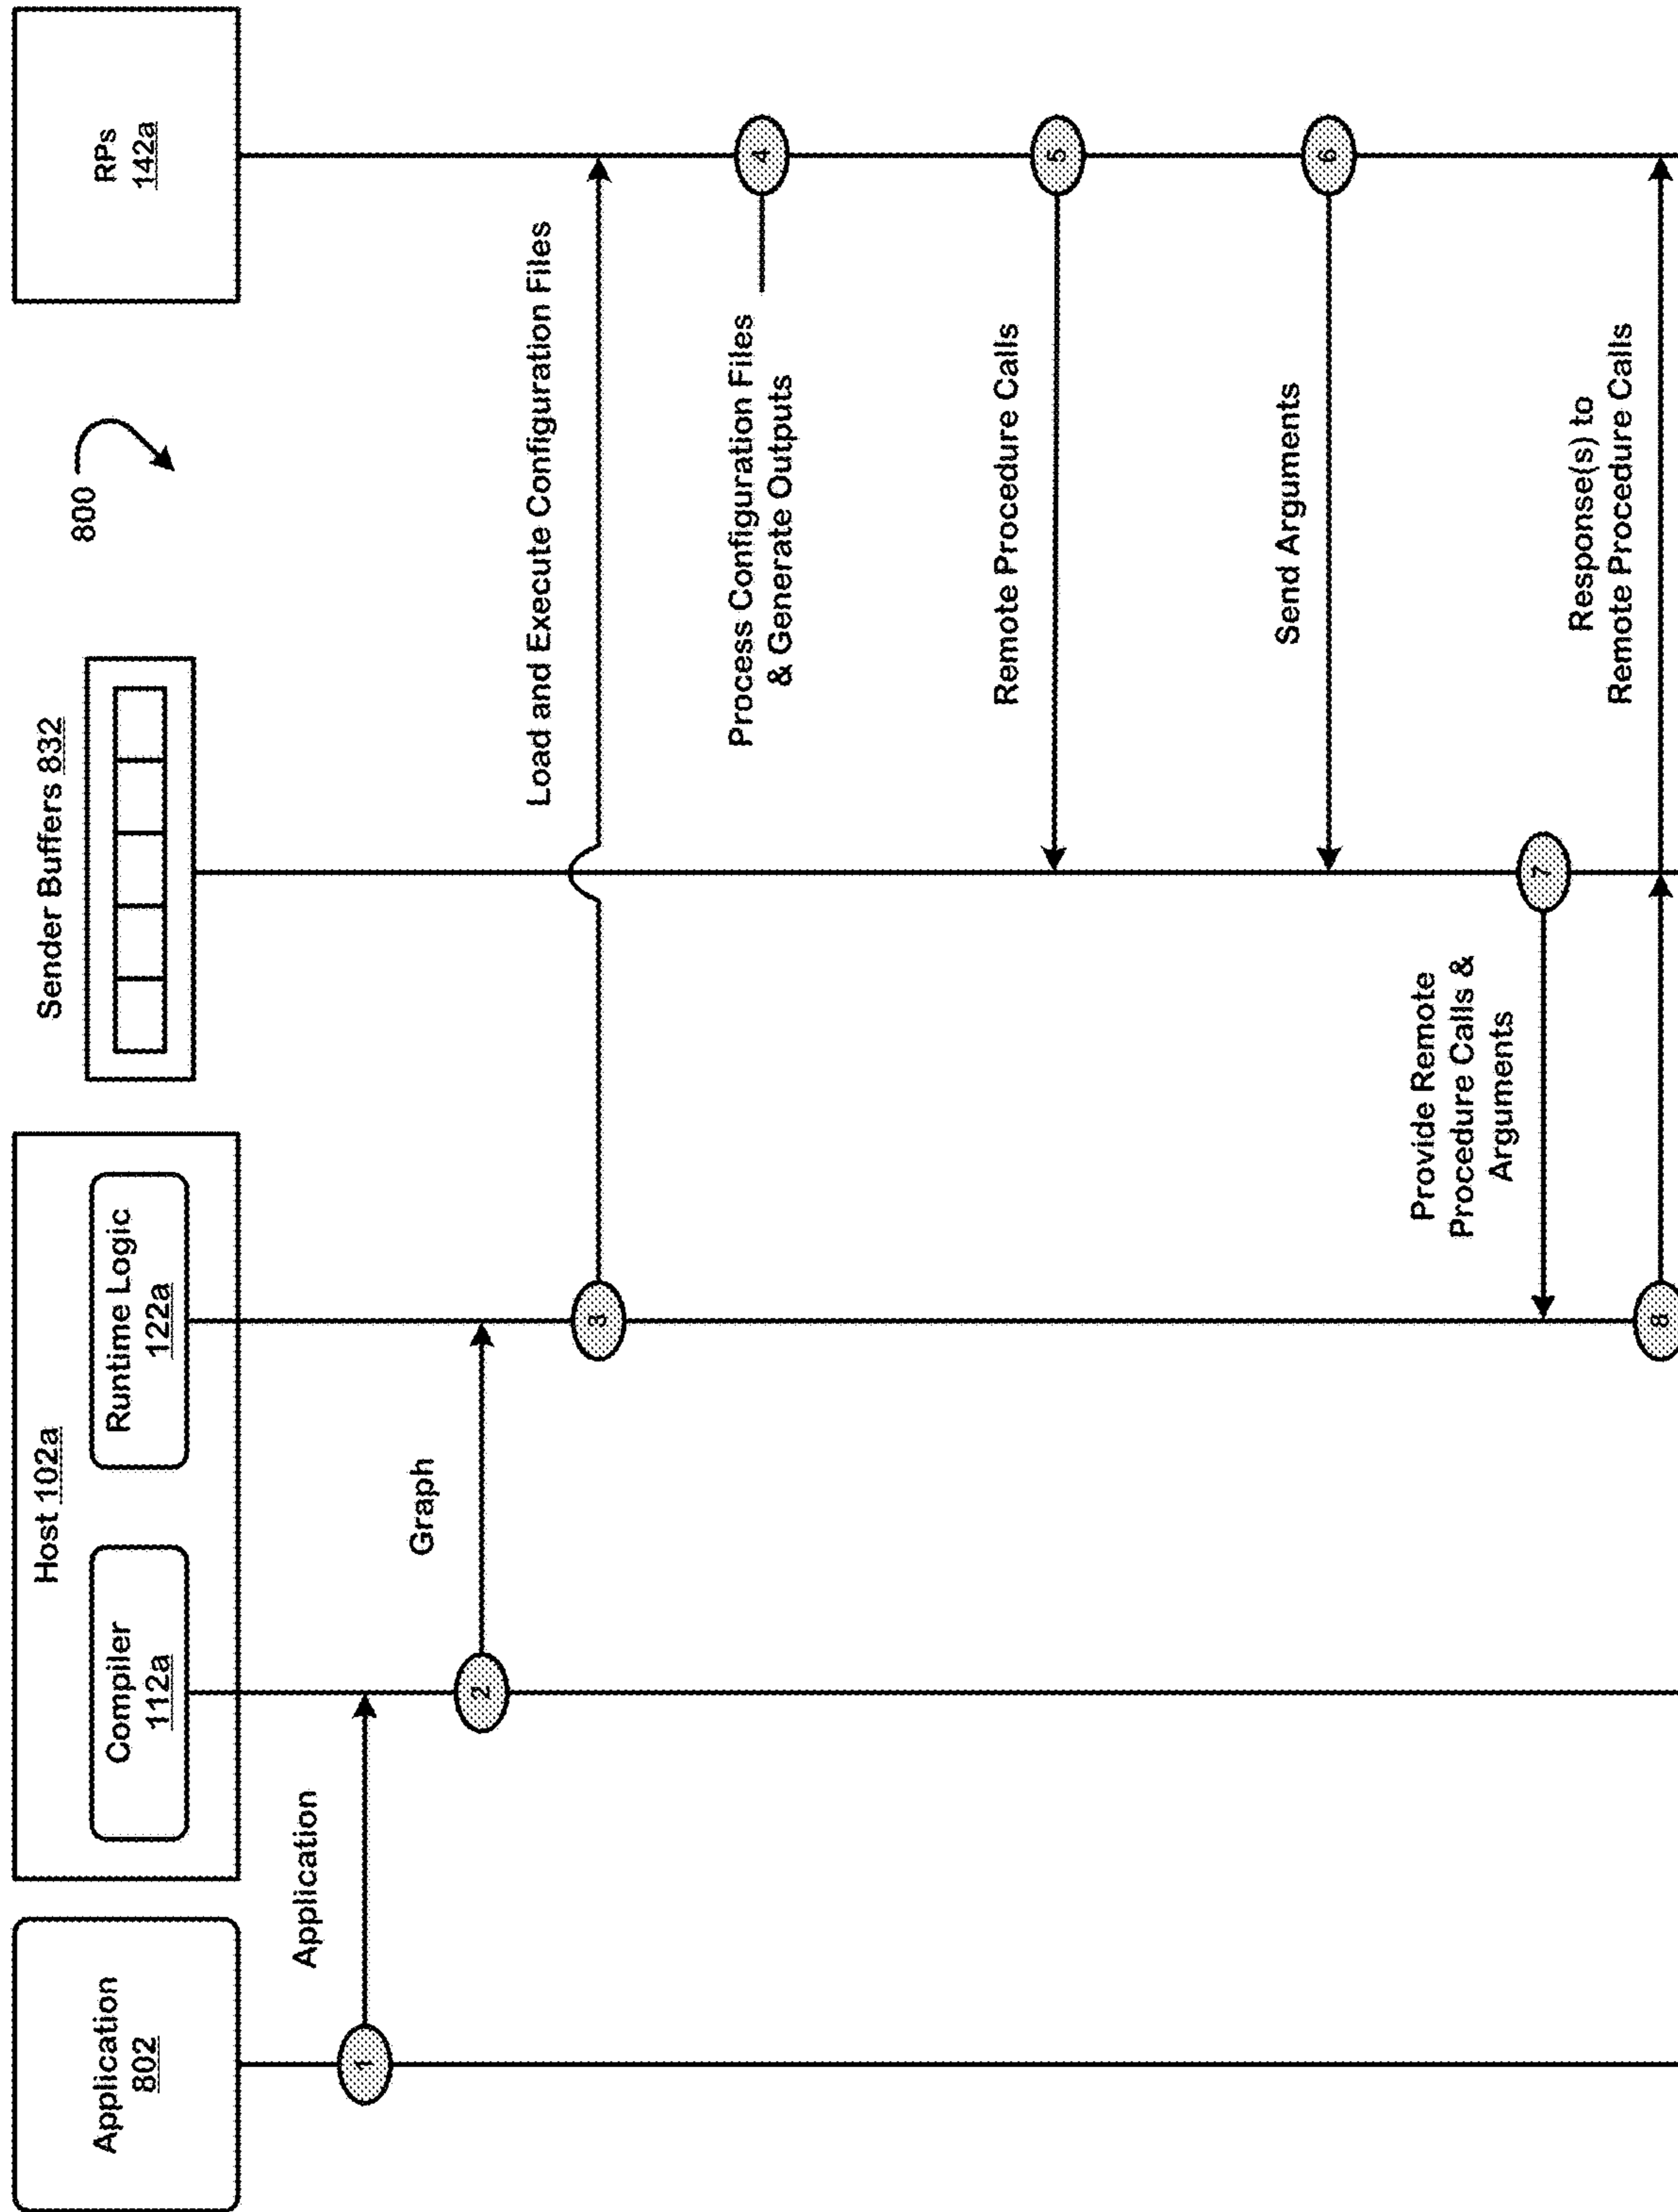 800
Application
802
Host 102a
Compiler
112a
Runtime Logic
122a
Sender Buffers 832
RPs
142a
Application
1
Graph
2
Load and Execute Configuration Files
3
Process Configuration Files
& Generate Outputs
4
Remote Procedure Calls
5
Send Arguments
6
Provide Remote
Procedure Calls &
Arguments
7
Response(s) to
Remote Procedure Calls
8